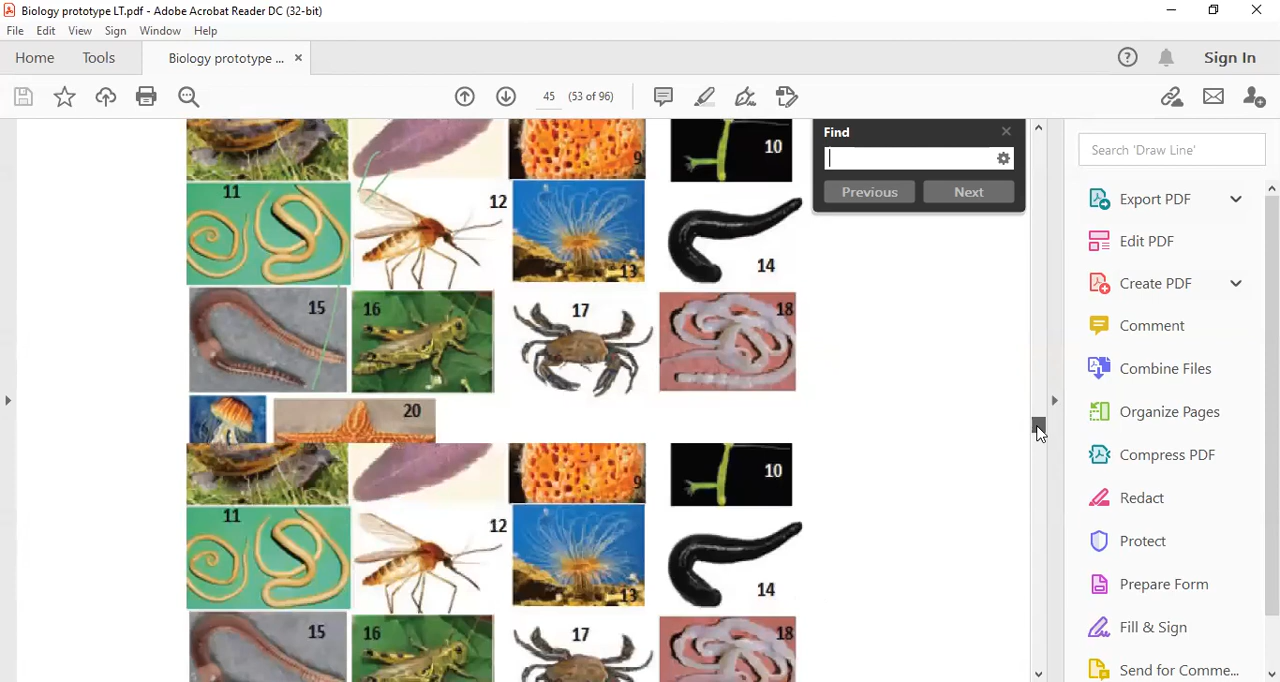 Biology prototype LT.pdf - Adobe Acrobat Reader DC (32-bit)
File Edit View Sign Window Help
Home Tools Biology prototype ... × Sign In
45 (53 of 96)
Find
Previous Next
Search 'Draw Line'
Export PDF
Edit PDF
Create PDF
Comment
Combine Files
Organize Pages
Compress PDF
Redact
Protect
Prepare Form
Fill & Sign
Send for Comme...
9
10
11
12
13
14
15
16
17
18
20
9
10
11
12
13
14
15
16
17
18